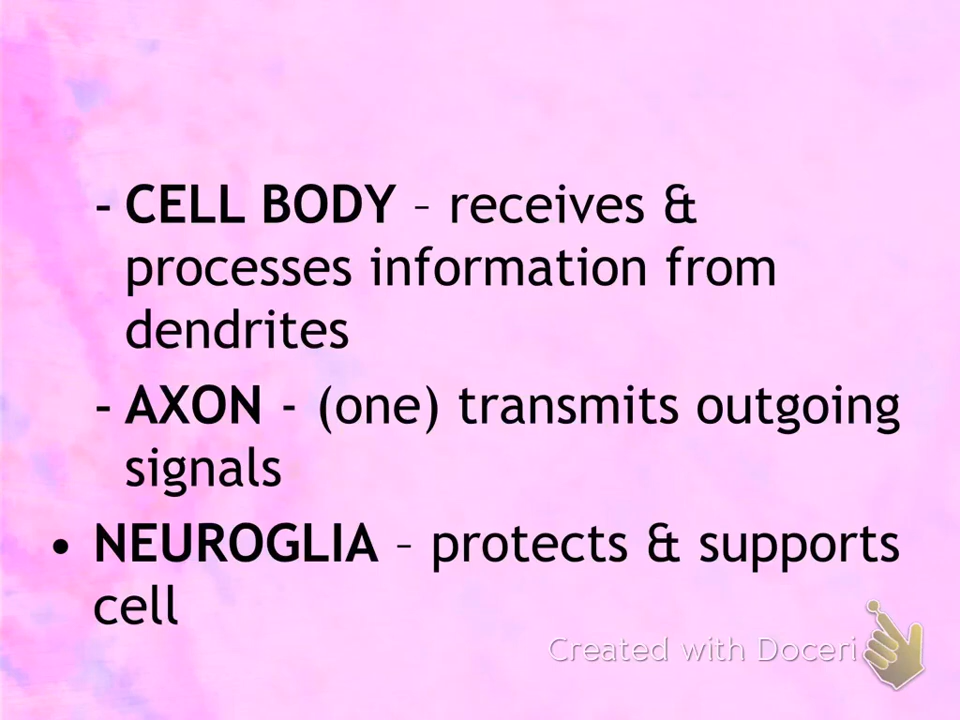 - CELL BODY – receives &
processes information from
dendrites
- AXON - (one) transmits outgoing
signals
• NEUROGLIA – protects & supports
cell
Created with Doceri